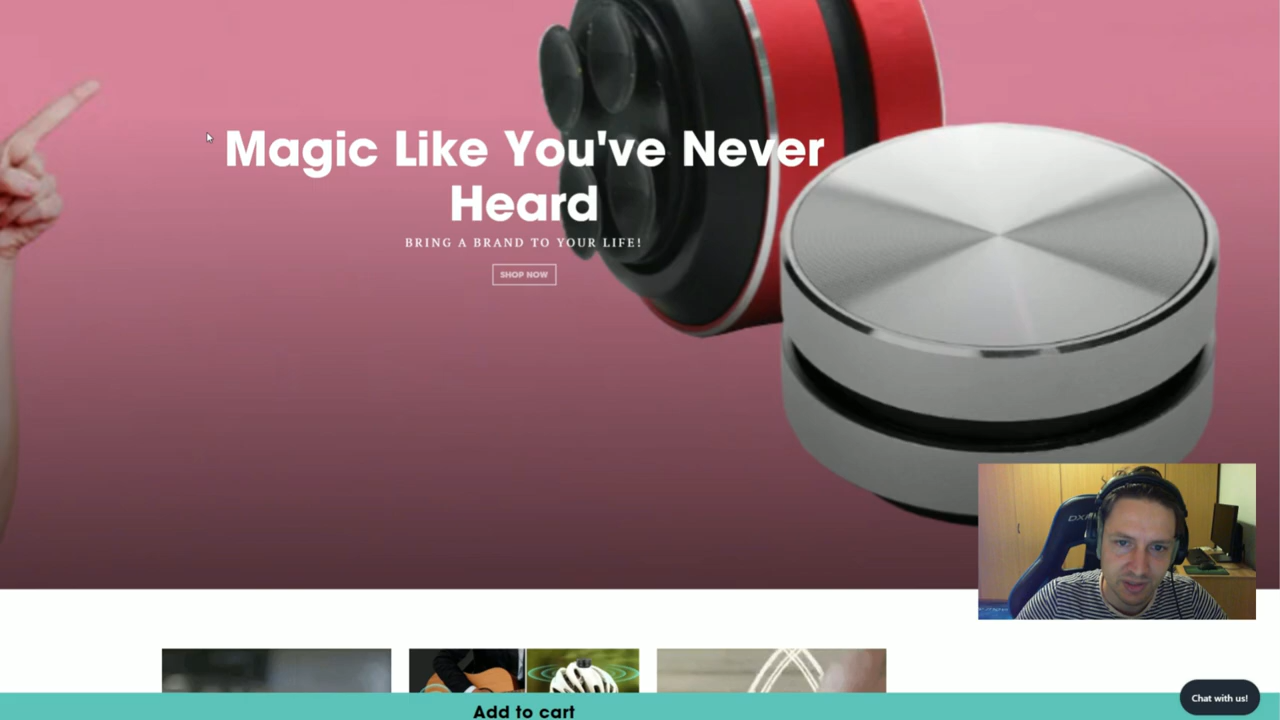 Magic Like You've Never
Heard
BRING A BRAND TO YOUR LIFE!
SHOP NOW
Add to cart
Chat with us!